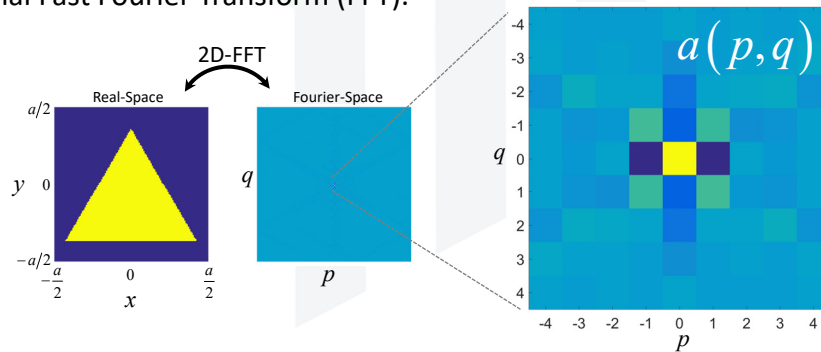 nal Fast Fourier Transform (FFT).
2D-FFT
Real-Space
Fourier-Space
a/2
y 0
-a/2
-a/2 0 a/2
x
q
p
a(p,q)
-4
-3
-2
-1
q 0
1
2
3
4
-4 -3 -2 -1 0 1 2 3 4
p